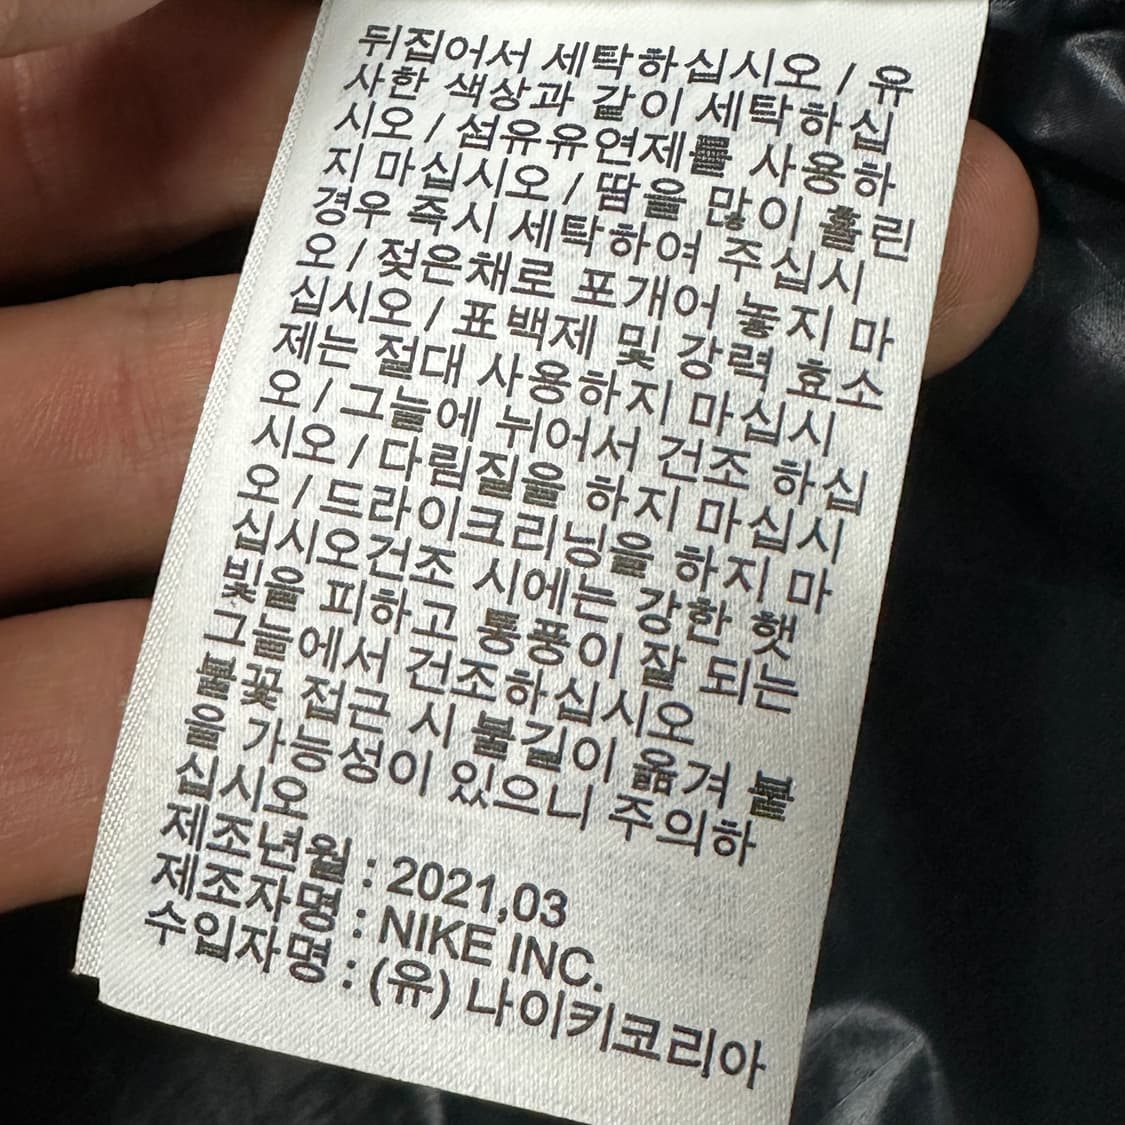 뒤집어서 세탁하십시오 / 유
사한 색상과 같이 세탁하십
시오 / 섬유유연제를 사용하
지 마십시오 / 땀을 많이 흘린
경우 즉시 세탁하여 주십시
오 / 젖은채로 포개어 놓지 마
십시오 / 표백제 및 강력 효소
제는 절대 사용하지 마십시
오 / 그늘에 뉘어서 건조 하십
시오 / 다림질을 하지 마십시
오 / 드라이크리닝을 하지 마
십시오건조 시에는 강한 햇
빛을 피하고 통풍이 잘 되는
그늘에서 건조하십시오
불꽃 접근 시 불길이 옮겨 붙
을 가능성이 있으니 주의하
십시오
제조년월 : 2021.03
제조자명 : NIKE INC.
수입자명 : (유) 나이키코리아